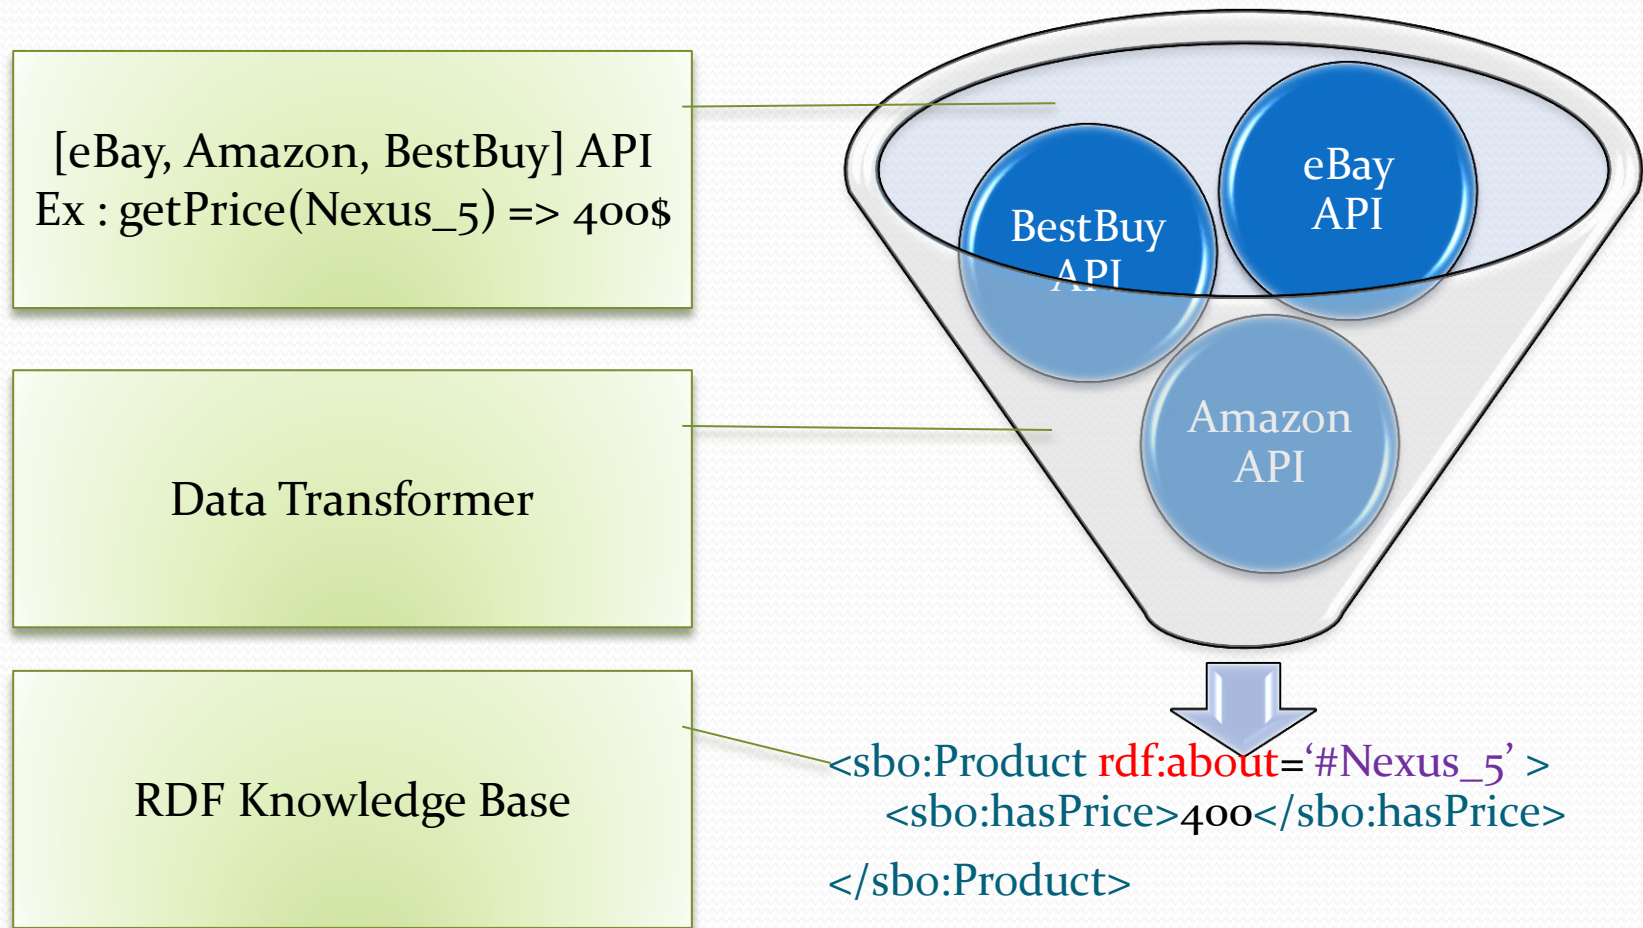 [eBay, Amazon, BestBuy] API
Ex : getPrice(Nexus_5) => 400$
Data Transformer
RDF Knowledge Base
eBay
API
BestBuy
API
Amazon
API
<sbo:Product rdf:about=‘#Nexus_5’ >
<sbo:hasPrice>400</sbo:hasPrice>
</sbo:Product>